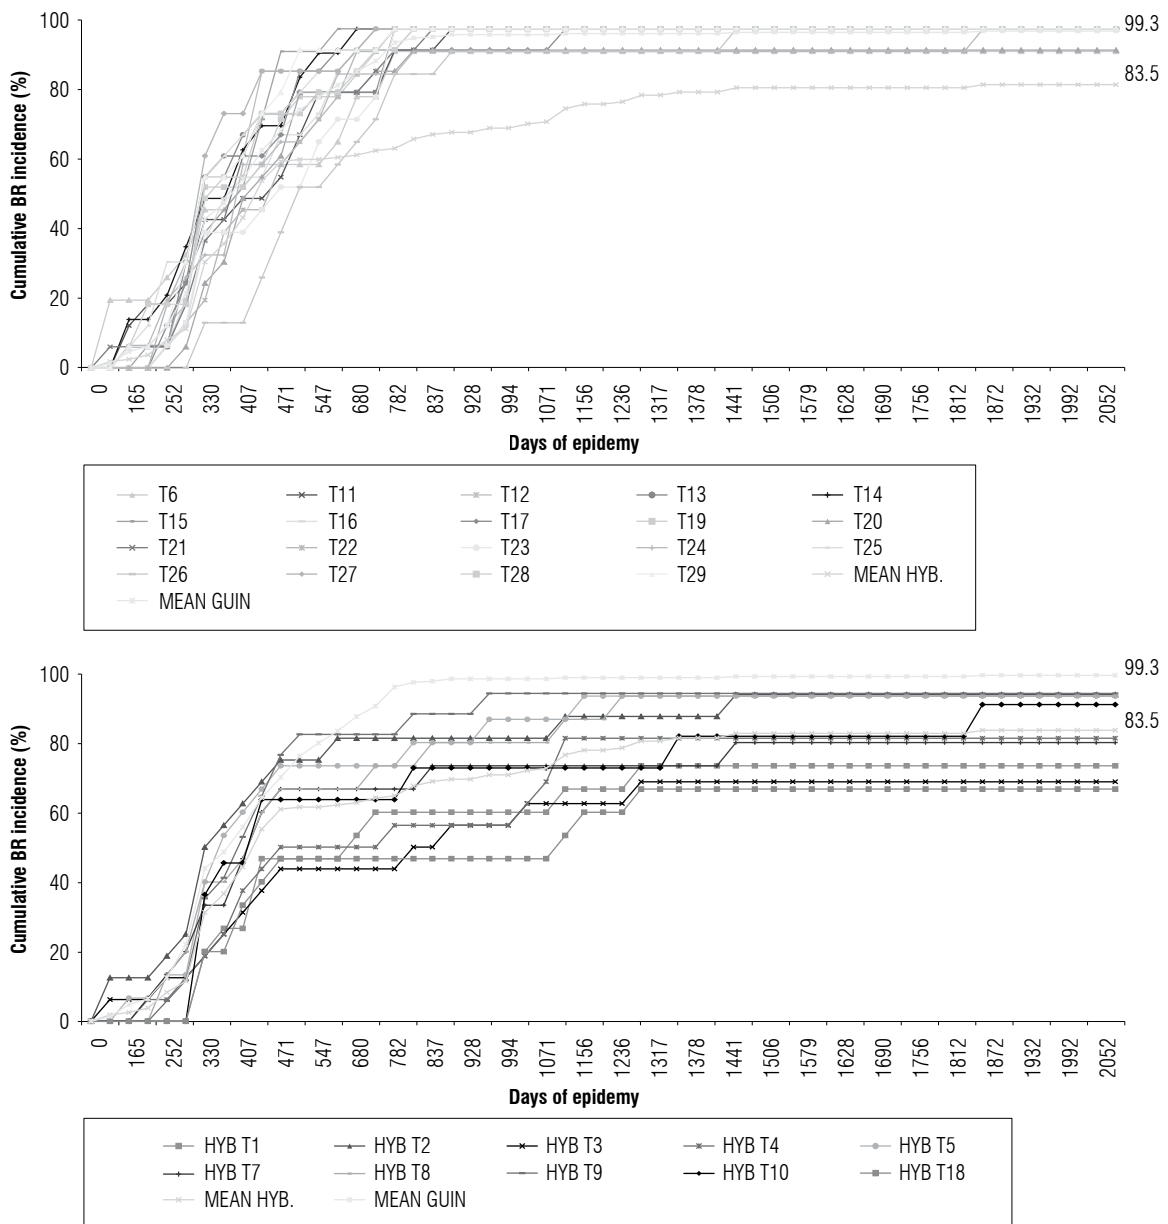 100
80
60
40
20
0
Cumulative BR incidence (%)
99.3
83.5
0 165 252 330 407 471 547 680 782 837 928 994 1071 1156 1236 1317 1378 1441 1506 1579 1628 1690 1756 1812 1872 1932 1992 2052
Days of epidemy
T6 T11 T12 T13 T14
T15 T16 T17 T19 T20
T21 T22 T23 T24 T25
T26 T27 T28 T29 MEAN HYB.
MEAN GUIN
100
80
60
40
20
0
Cumulative BR incidence (%)
99.3
83.5
0 165 252 330 407 471 547 680 782 837 928 994 1071 1156 1236 1317 1378 1441 1506 1579 1628 1690 1756 1812 1872 1932 1992 2052
Days of epidemy
HYB T1 HYB T2 HYB T3 HYB T4 HYB T5
HYB T7 HYB T8 HYB T9 HYB T10 HYB T18
MEAN HYB. MEAN GUIN